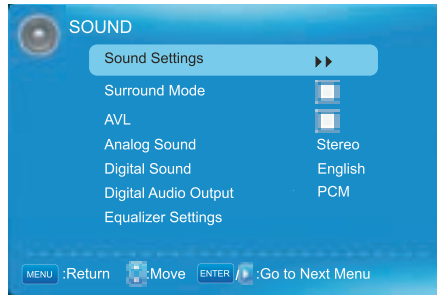 SOUND
Sound Settings
Surround Mode
AVL
Analog Sound Stereo
Digital Sound English
Digital Audio Output PCM
Equalizer Settings
MENU :Return :Move ENTER / :Go to Next Menu